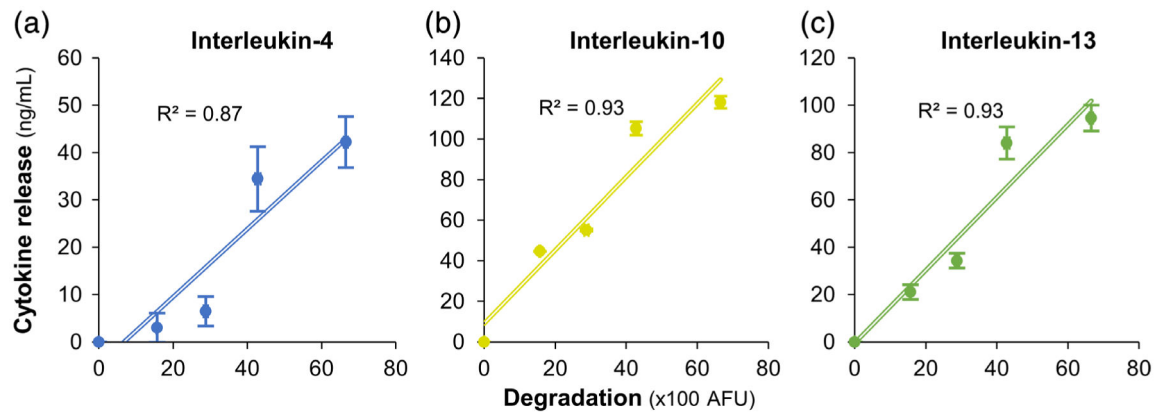 (a)
Interleukin-4
60
50
40
30
20
10
0
0 20 40 60 80
R² = 0.87
Cytokine release (ng/mL)
(b)
Interleukin-10
140
120
100
80
60
40
20
0
0 20 40 60 80
R² = 0.93
Degradation (x100 AFU)
(c)
Interleukin-13
120
100
80
60
40
20
0
0 20 40 60 80
R² = 0.93